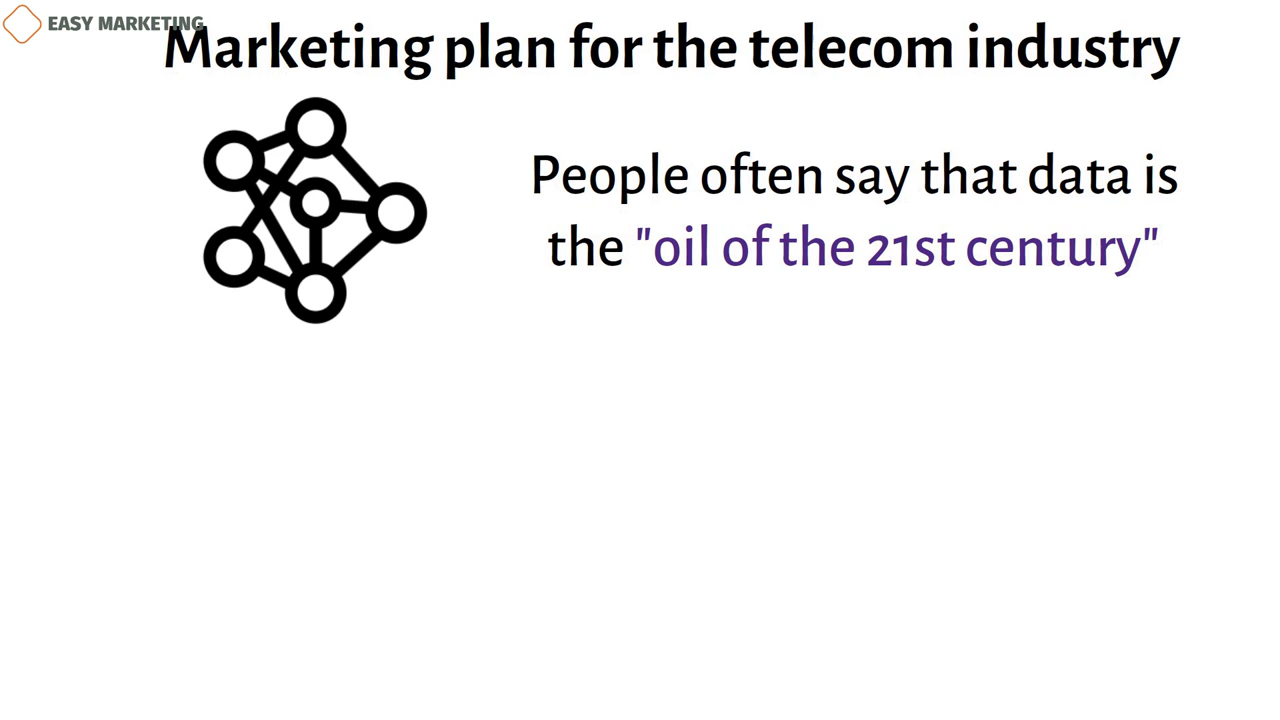 EASY MARKETING
Marketing plan for the telecom industry
People often say that data is
the "oil of the 21st century"